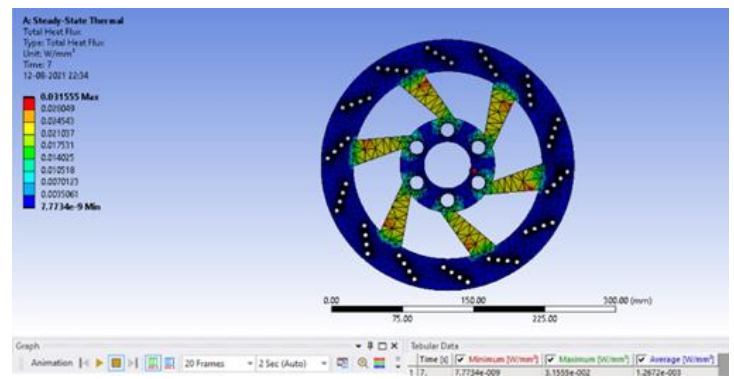 A: Steady-State Thermal
Total Heat Flux
Type: Total Heat Flux
Unit: W/mm²
Time: 7
12-08-2021 22:34
0.031555 Max
0.028049
0.024543
0.021037
0.017531
0.014025
0.010518
0.0070123
0.0035061
7.7734e-9 Min
0.00 150.00 300.00 (mm)
75.00 225.00
Graph
Animation 20 Frames 2 Sec (Auto)
Tabular Data
Time [s] Minimum [W/mm²] Maximum [W/mm²] Average [W/mm²]
1 7. 7.7734e-009 3.1555e-002 1.2672e-003